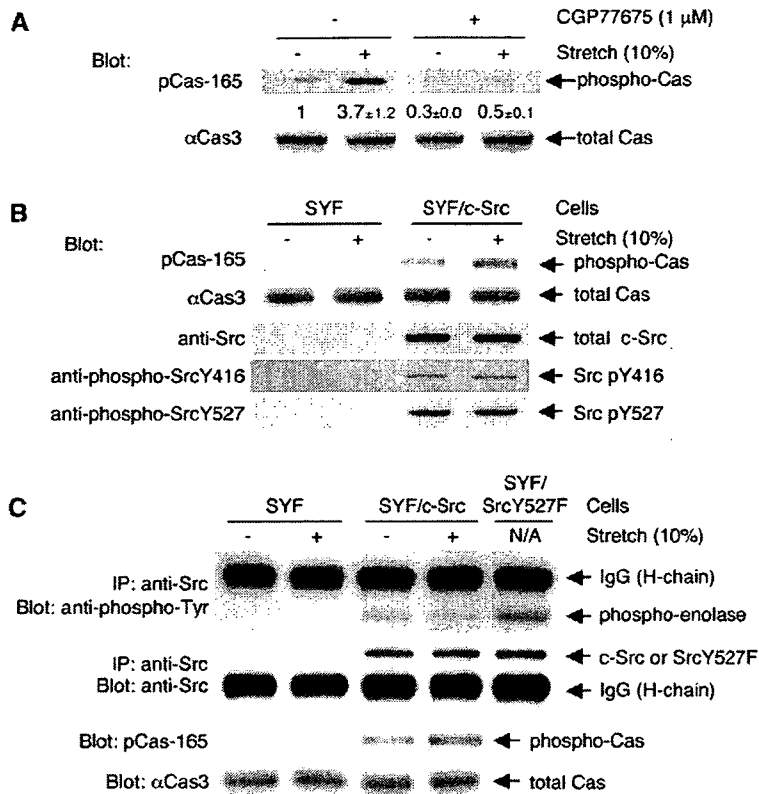 A
- + CGP77675 (1 μM)
Blot: - + - + Stretch (10%)
pCas-165 phospho-Cas
1 3.7±1.2 0.3±0.0 0.5±0.1
αCas3 total Cas
B
SYF SYF/c-Src Cells
Blot: - + - + Stretch (10%)
pCas-165 phospho-Cas
αCas3 total Cas
anti-Src total c-Src
anti-phospho-SrcY416 Src pY416
anti-phospho-SrcY527 Src pY527
C
SYF SYF/c-Src SYF/ SrcY527F Cells
- + - + N/A Stretch (10%)
IP: anti-Src IgG (H-chain)
Blot: anti-phospho-Tyr phospho-enolase
IP: anti-Src c-Src or SrcY527F
Blot: anti-Src IgG (H-chain)
Blot: pCas-165 phospho-Cas
Blot: αCas3 total Cas